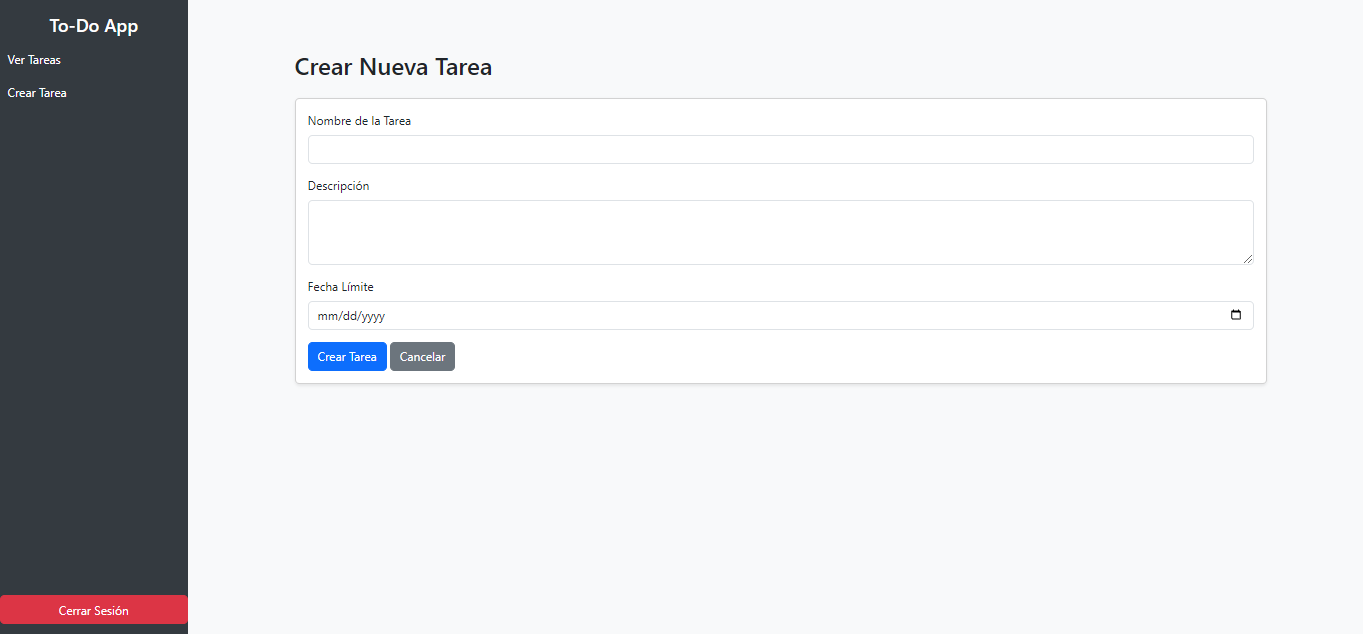 To-Do App
Ver Tareas
Crear Tarea
Cerrar Sesión
Crear Nueva Tarea
Nombre de la Tarea
Descripción
Fecha Límite
mm/dd/yyyy
Crear Tarea Cancelar